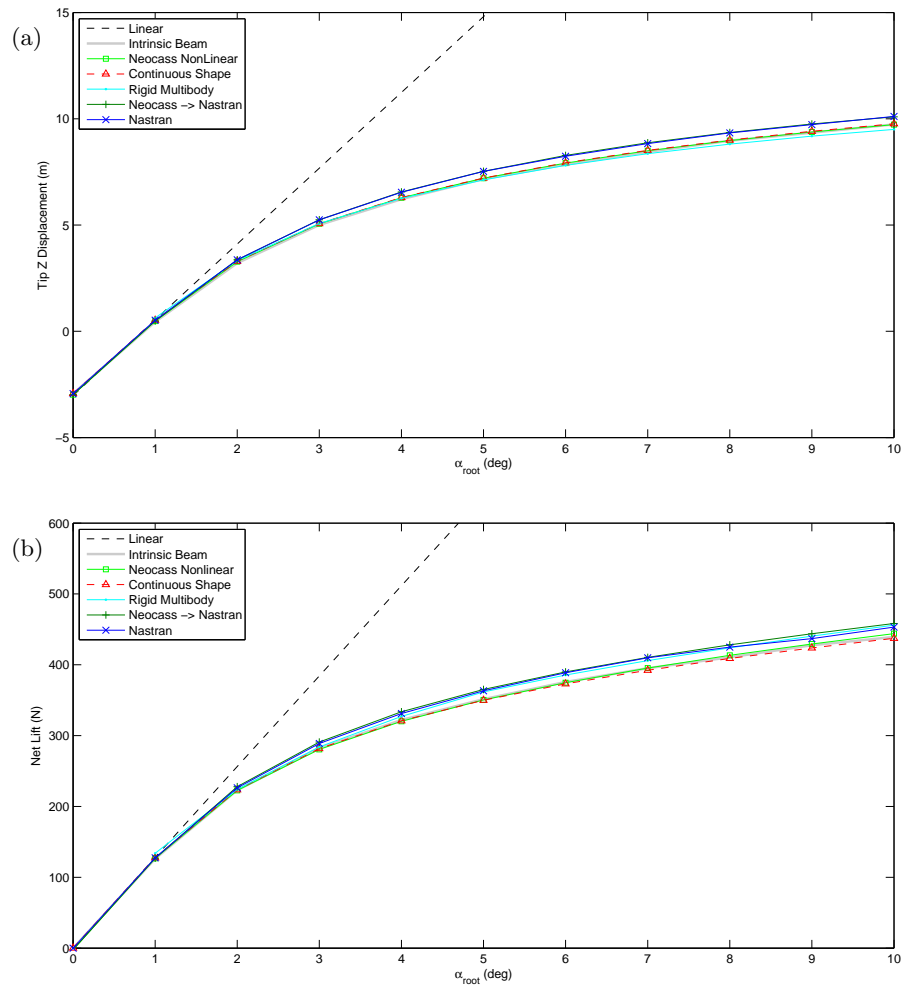 (a)
15
10
5
0
−5
Tip Z Displacement (m)
Linear
Intrinsic Beam
Neocass NonLinear
Continuous Shape
Rigid Multibody
Neocass −> Nastran
Nastran
0 1 2 3 4 5 6 7 8 9 10
α_root (deg)
(b)
600
500
400
300
200
100
0
Net Lift (N)
Linear
Intrinsic Beam
Neocass Nonlinear
Continuous Shape
Rigid Multibody
Neocass −> Nastran
Nastran
0 1 2 3 4 5 6 7 8 9 10
α_root (deg)